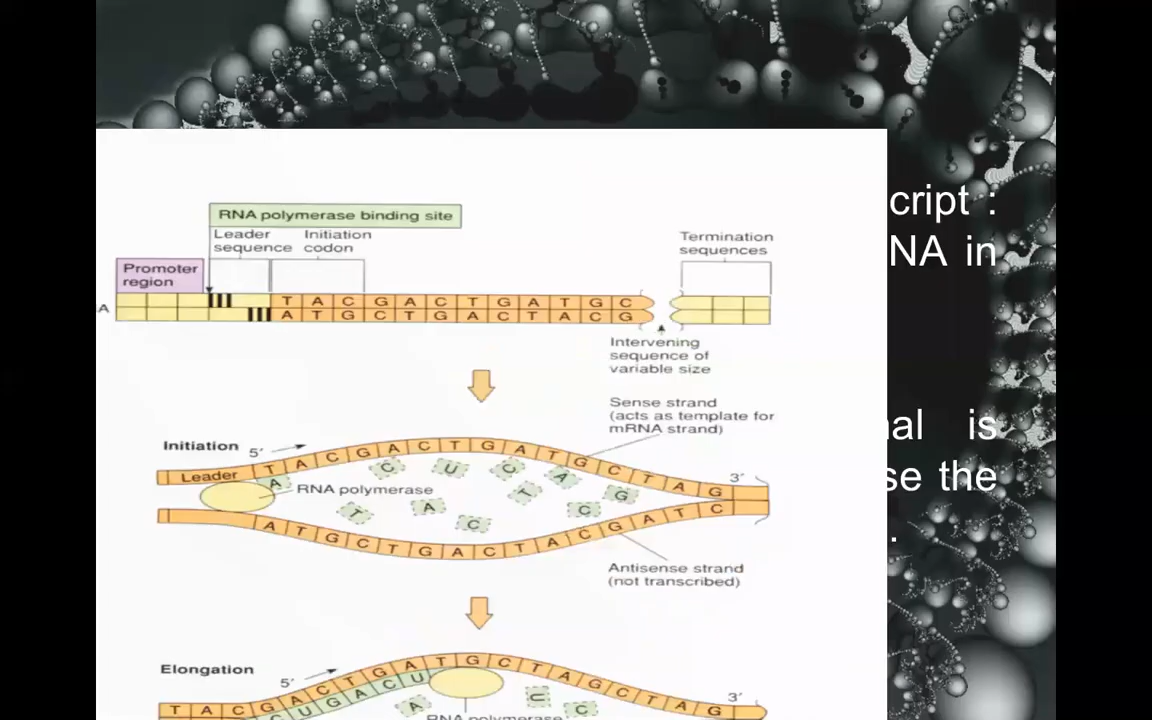 cript :
NA in
al is
se the
.
RNA polymerase binding site
Leader
sequence
Initiation
codon
Termination
sequences
Promoter
region
A
T A C G A C T G A T G C
A T G C T G A C T A C G
Intervening
sequence of
variable size
Sense strand
(acts as template for
mRNA strand)
Initiation
5'
Leader
T A C G A C T G A T G C T A G
3'
A
C U C A
T G
RNA polymerase
T A C C
A T G C T G A C T A C G A T C
Antisense strand
(not transcribed)
Elongation
5'
T A C G A C T G A T G C T A G C T A G
3'
C U G A C U
A U C
RNA polymerase